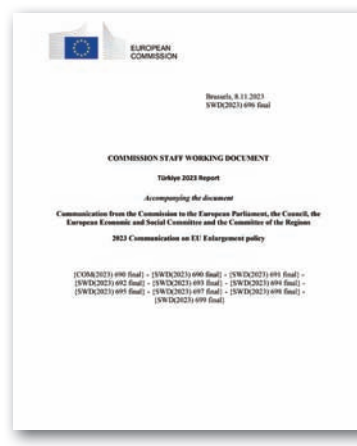 EUROPEAN
COMMISSION
Brussels, 8.11.2023
SWD(2023) 696 final
COMMISSION STAFF WORKING DOCUMENT
Türkiye 2023 Report
Accompanying the document
Communication from the Commission to the European Parliament, the Council, the
European Economic and Social Committee and the Committee of the Regions
2023 Communication on EU Enlargement policy
{COM(2023) 690 final} - {SWD(2023) 690 final} - {SWD(2023) 691 final} -
{SWD(2023) 692 final} - {SWD(2023) 693 final} - {SWD(2023) 694 final} -
{SWD(2023) 695 final} - {SWD(2023) 697 final} - {SWD(2023) 698 final} -
{SWD(2023) 699 final}